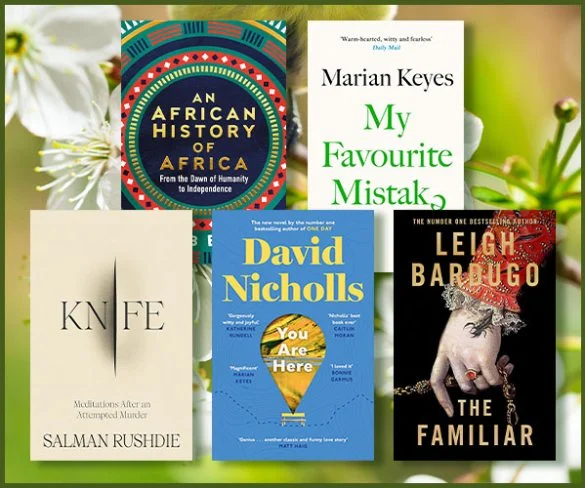 AN
AFRICAN
HISTORY
OF
AFRICA
From the Dawn of Humanity
to Independence
'Warm-hearted, witty and fearless'
Daily Mail
Marian Keyes
My
Favourite
Mistake
KNIFE
Meditations After an
Attempted Murder
SALMAN RUSHDIE
The new novel by the number one
bestselling author of ONE DAY
David
Nicholls
'Gorgeously
witty and joyful'
KATHERINE
RUNDELL
'Nicholls' best
book ever'
CAITLIN
MORAN
You
Are
Here
'Magnificent'
MARIAN
KEYES
'I loved it'
BONNIE
GARMUS
'Genius . . . another classic and funny love story'
MATT HAIG
THE NUMBER ONE BESTSELLING AUTHOR
LEIGH
BARDUGO
THE
FAMILIAR